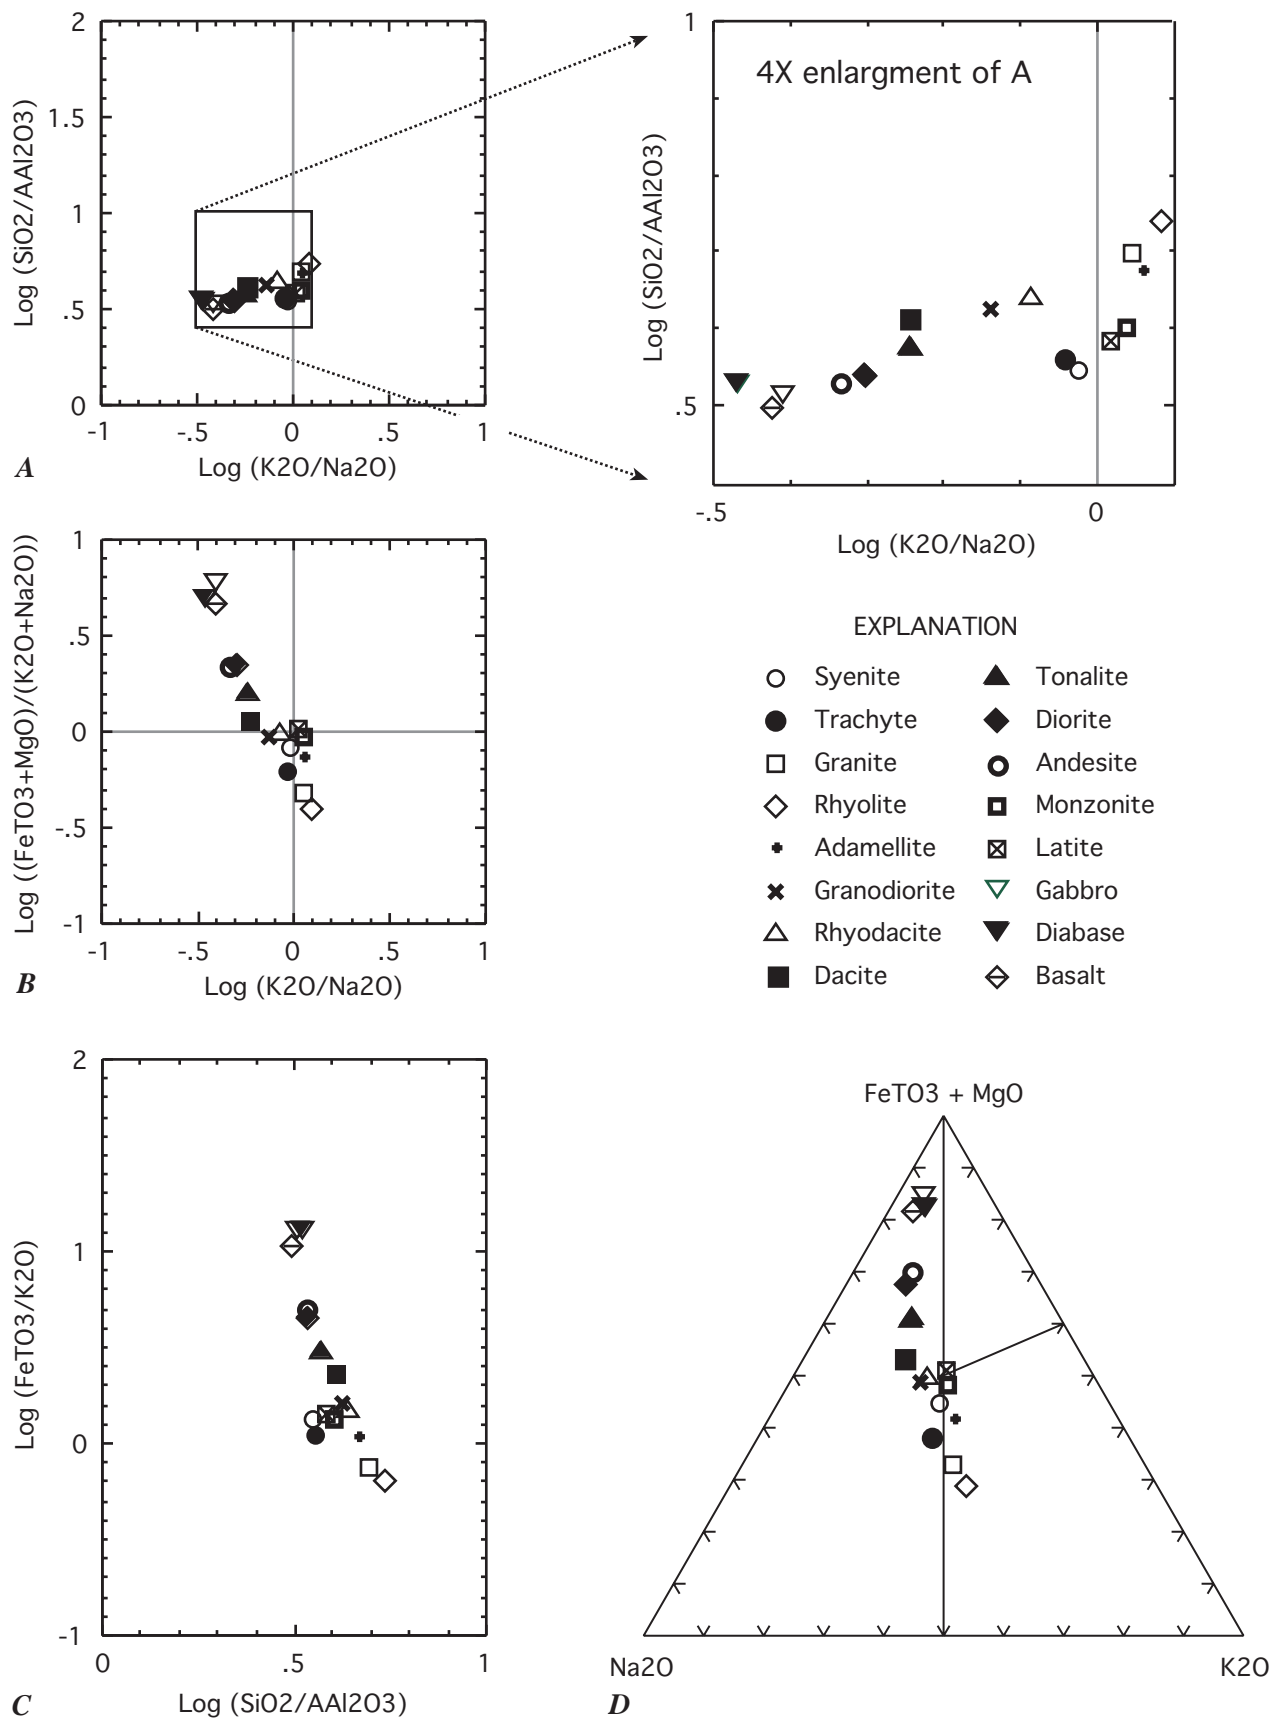 2
1.5
1
.5
0
-1
-.5
0
.5
1
Log (SiO2/AAl2O3)
Log (K2O/Na2O)
A
4X enlargment of A
1
.5
-.5
0
Log (SiO2/AAl2O3)
Log (K2O/Na2O)
1
.5
0
-.5
-1
-1
-.5
0
.5
1
Log ((FeTO3+MgO)/(K2O+Na2O))
Log (K2O/Na2O)
B
EXPLANATION
Syenite
Trachyte
Granite
Rhyolite
Adamellite
Granodiorite
Rhyodacite
Dacite
Tonalite
Diorite
Andesite
Monzonite
Latite
Gabbro
Diabase
Basalt
2
1
0
-1
0
.5
1
Log (FeTO3/K2O)
Log (SiO2/AAl2O3)
C
FeTO3 + MgO
Na2O
K2O
D